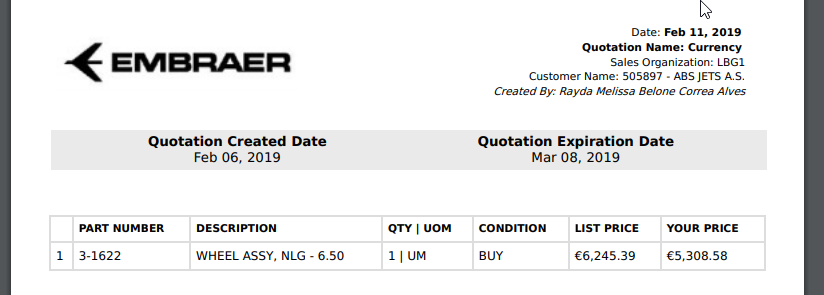 EMBRAER
Date: Feb 11, 2019
Quotation Name: Currency
Sales Organization: LBG1
Customer Name: 505897 - ABS JETS A.S.
Created By: Rayda Melissa Belone Correa Alves
Quotation Created Date Quotation Expiration Date
Feb 06, 2019 Mar 08, 2019
PART NUMBER DESCRIPTION QTY | UOM CONDITION LIST PRICE YOUR PRICE
1 3-1622 WHEEL ASSY, NLG - 6.50 1 | UM BUY €6,245.39 €5,308.58